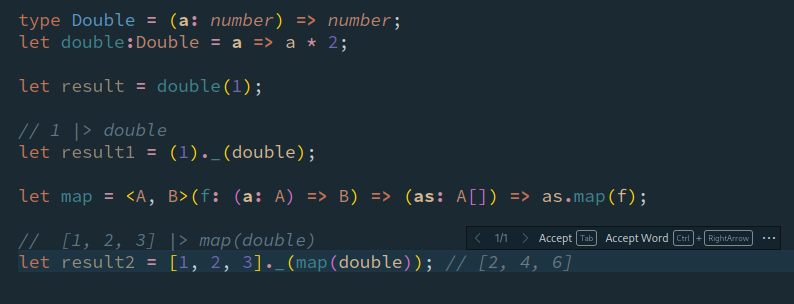 type Double = (a: number) => number;
let double:Double = a => a * 2;
let result = double(1);
// 1 |> double
let result1 = (1)._(double);
let map = <A, B>(f: (a: A) => B) => (as: A[]) => as.map(f);
//  [1, 2, 3] |> map(double)
< 1/1 > Accept Tab Accept Word Ctrl + RightArrow ...
let result2 = [1, 2, 3]._(map(double)); // [2, 4, 6]